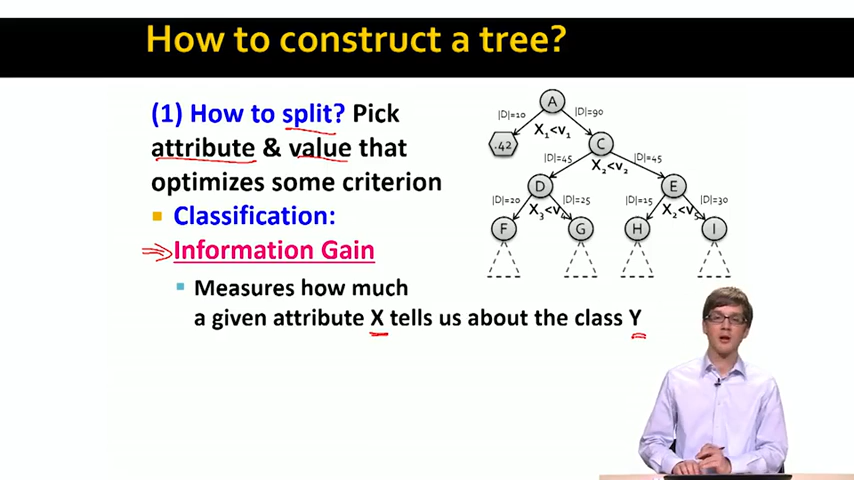 How to construct a tree?
(1) How to split? Pick
attribute & value that
optimizes some criterion
Classification:
Information Gain
Measures how much
a given attribute X tells us about the class Y
A
|D|=10
|D|=90
X₁<v₁
.42
C
|D|=45
X₂<v₂
|D|=45
D
E
|D|=20
X₃<v₄
|D|=25
|D|=15
X₂<v₅
|D|=30
F
G
H
I